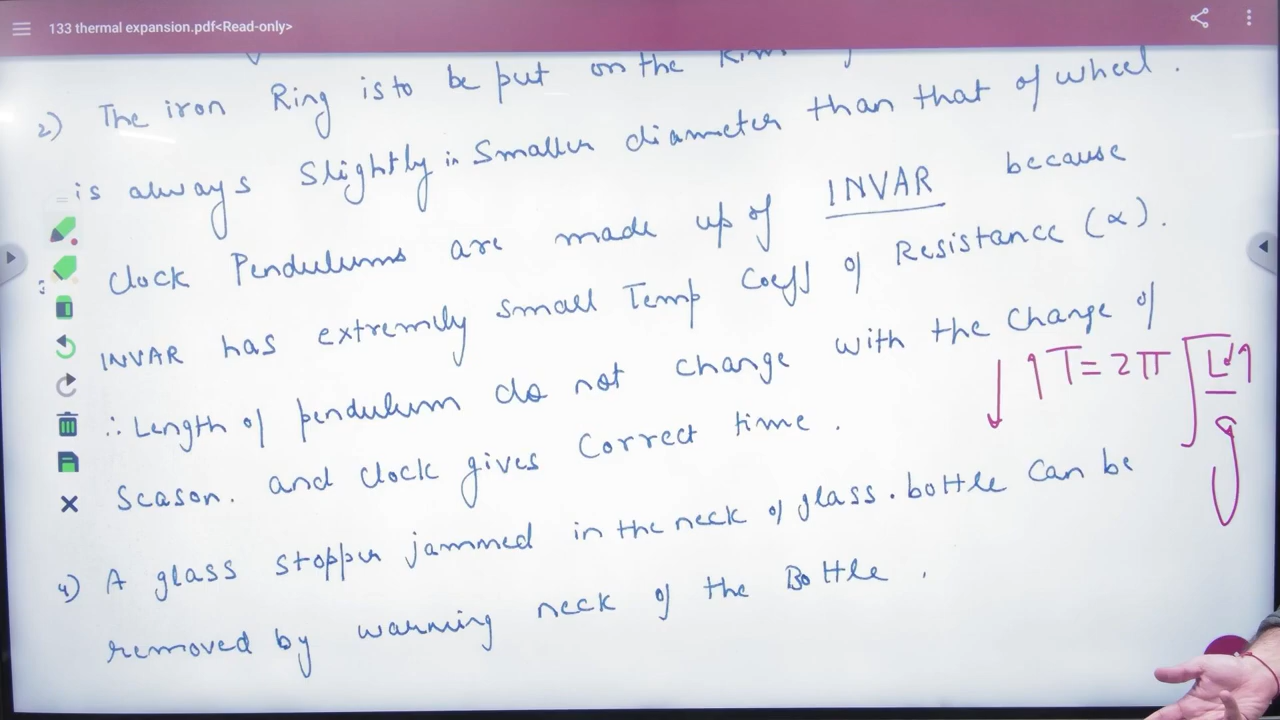 133 thermal expansion.pdf<Read-only>
2) The iron Ring is to be put on the Rim
is always slightly in smaller diameter than that of wheel.
3 Clock Pendulums are made up of INVAR because
INVAR has extremily small Temp Coeff of Resistance (α).
∴ Length of pendulum do not change with the change of
Season. and clock gives Correct time.
↓ ↑ T = 2π √L↓↑/g
4) A glass stopper jammed in the neck of glass. bottle Can be
removed by warming neck of the Bottle.